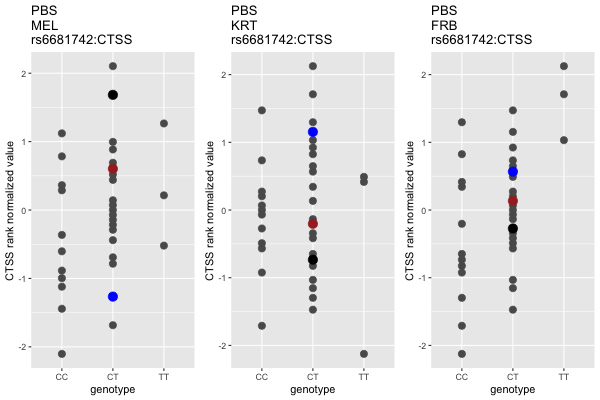 PBS
MEL
rs6681742:CTSS
CTSS rank normalized value
2
1
0
-1
-2
CC
CT
TT
genotype
PBS
KRT
rs6681742:CTSS
CTSS rank normalized value
2
1
0
-1
-2
CC
CT
TT
genotype
PBS
FRB
rs6681742:CTSS
CTSS rank normalized value
2
1
0
-1
-2
CC
CT
TT
genotype